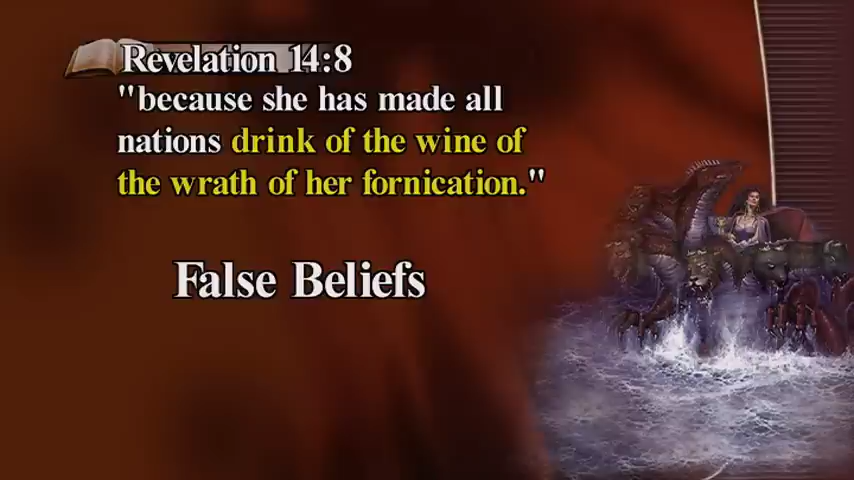 Revelation 14:8
"because she has made all
nations drink of the wine of
the wrath of her fornication."
False Beliefs